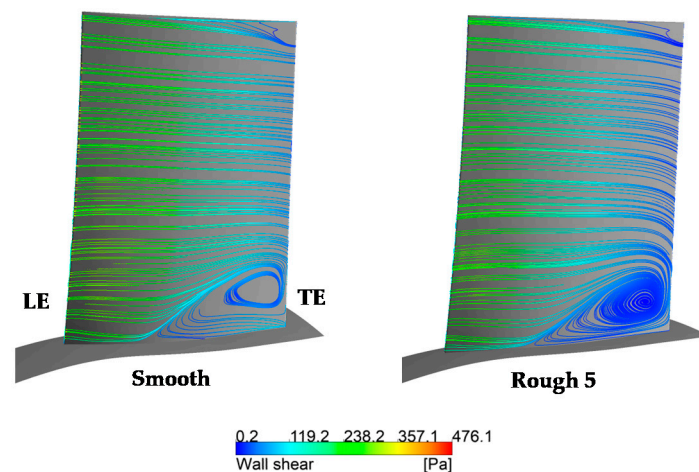 LE
TE
Smooth
Rough 5
0.2 119.2 238.2 357.1 476.1
Wall shear [Pa]